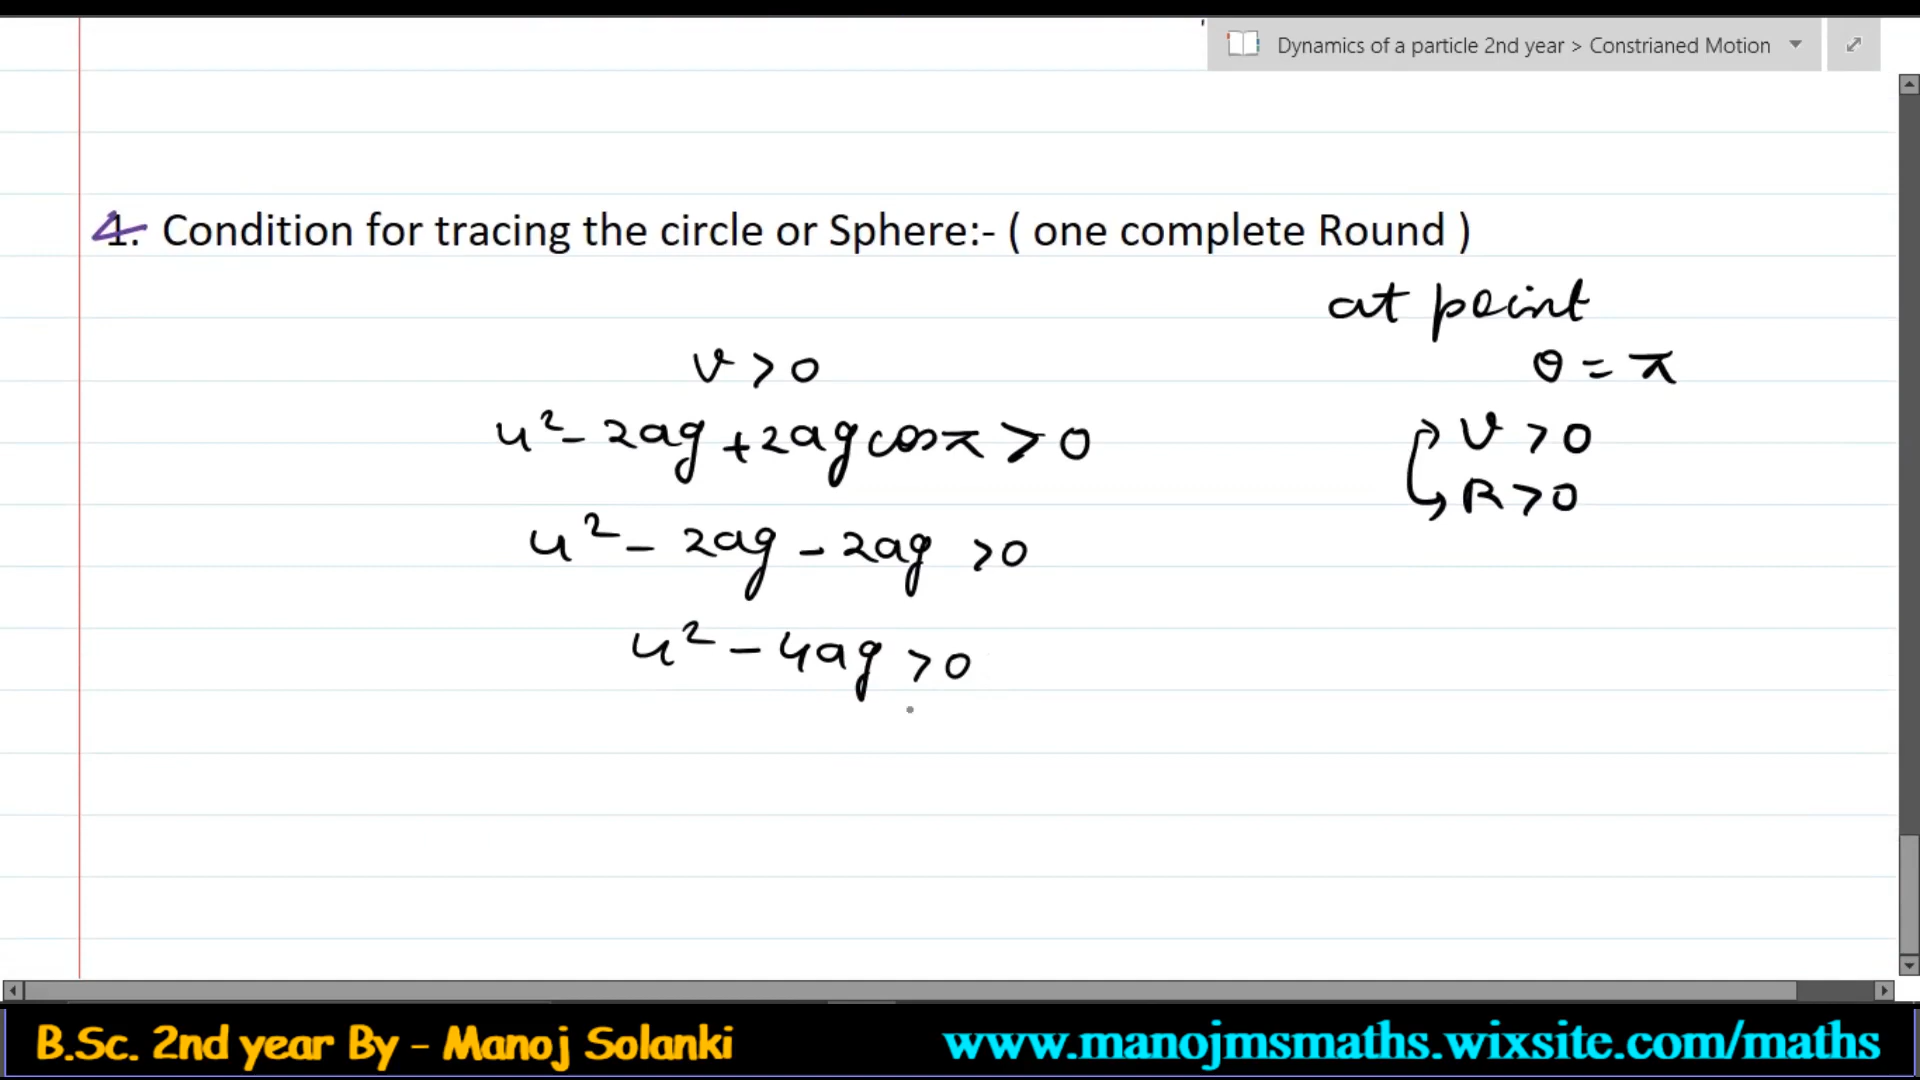 Dynamics of a particle 2nd year > Constrianed Motion
4. Condition for tracing the circle or Sphere:- ( one complete Round )
at point
θ = π
v > 0
R > 0
v > 0
u² - 2ag + 2ag cosπ > 0
u² - 2ag - 2ag > 0
u² - 4ag > 0
B.Sc. 2nd year By - Manoj Solanki
www.manojmsmaths.wixsite.com/maths